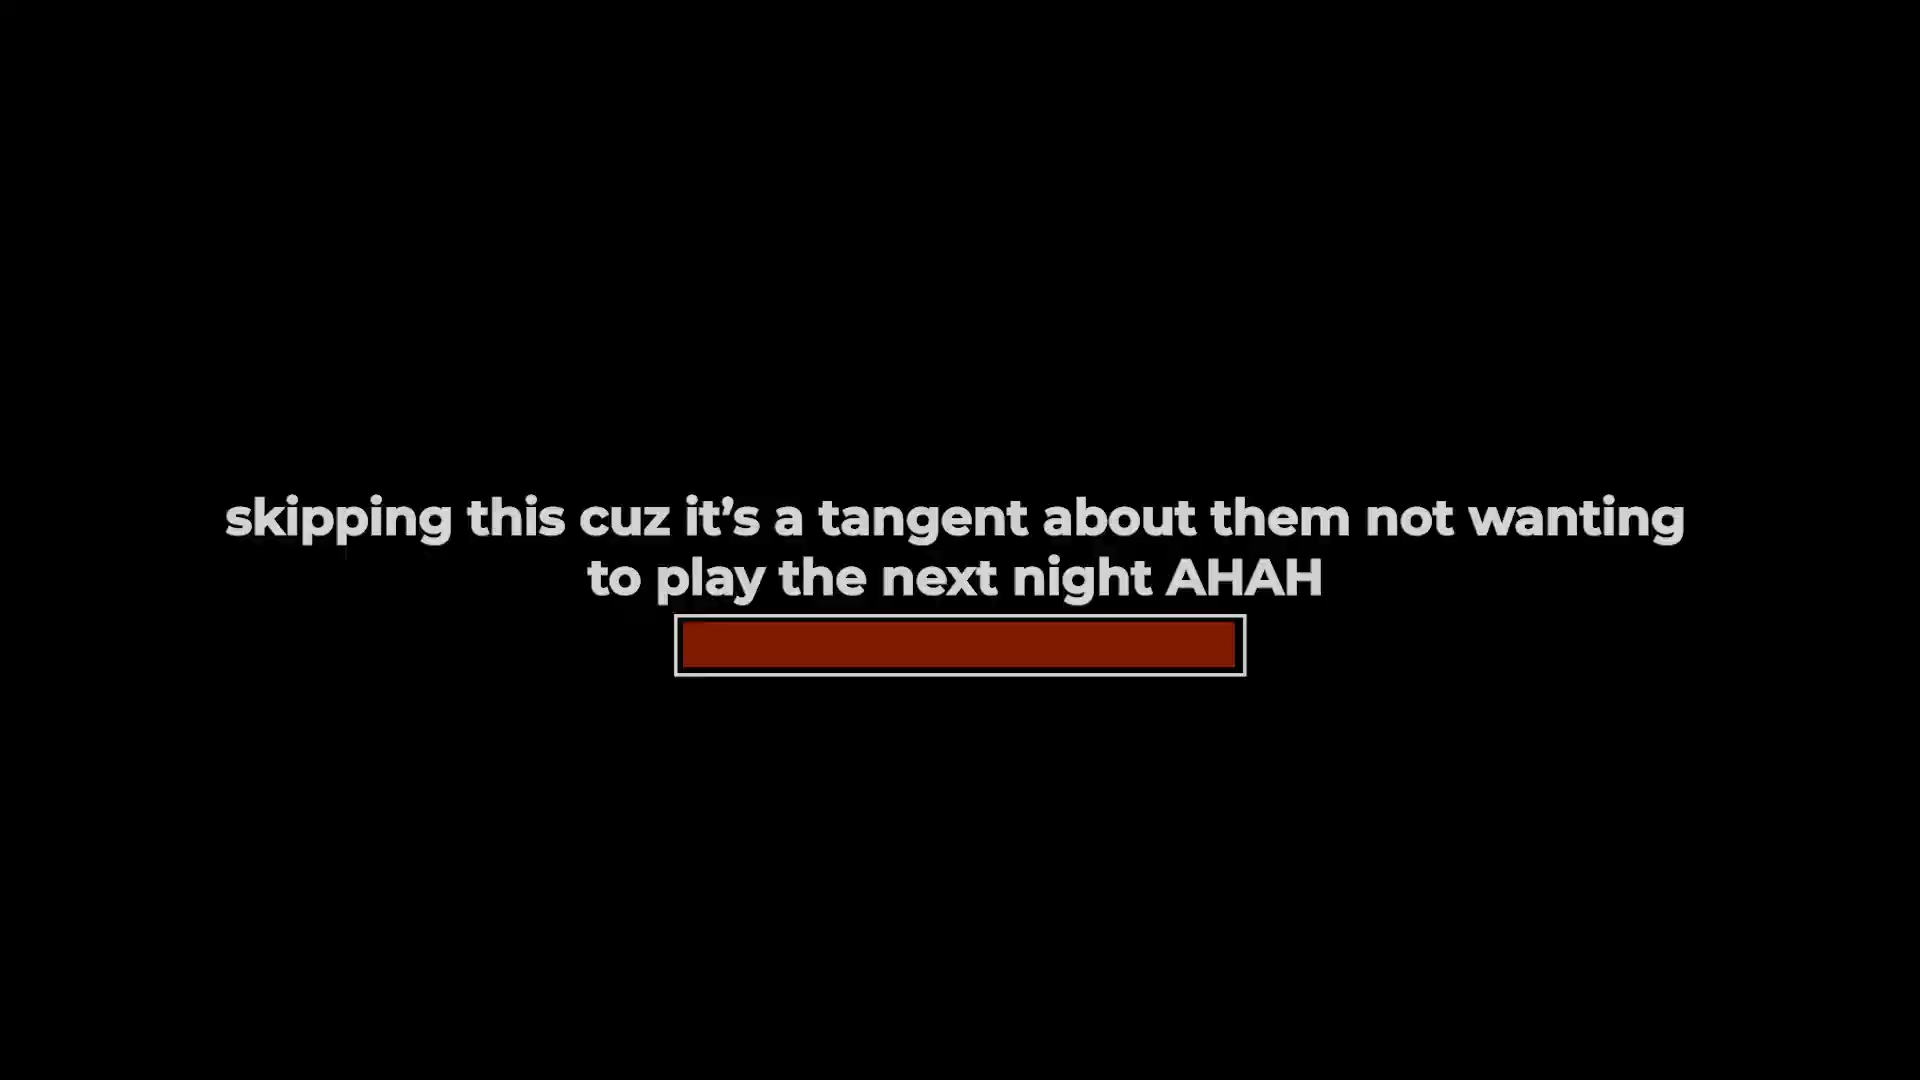 skipping this cuz it’s a tangent about them not wanting
to play the next night AHAH